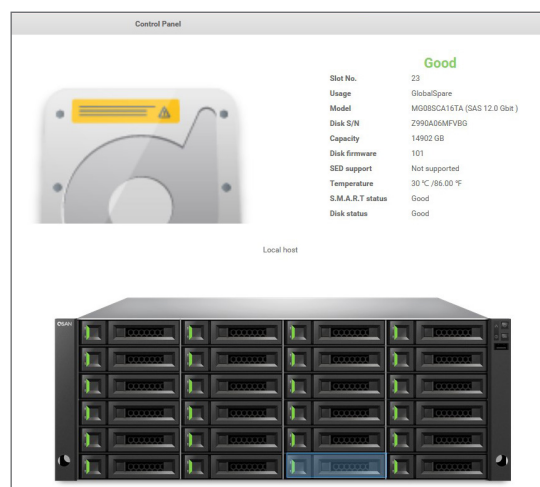 Control Panel
Good
Slot No. 23
Usage GlobalSpare
Model MG08SCA16TA (SAS 12.0 Gbit )
Disk S/N Z990A06MFVBG
Capacity 14902 GB
Disk firmware 101
SED support Not supported
Temperature 30 ℃ /86.00 ℉
S.M.A.R.T status Good
Disk status Good
Local host
QSAN